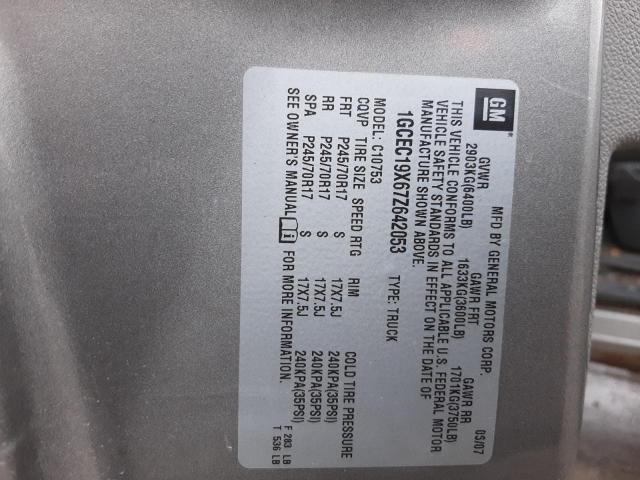 GM MFD BY GENERAL MOTORS CORP. 05/07
GVWR GAWR FRT GAWR RR
2903KG(6400LB) 1633KG(3600LB) 1701KG(3750LB)
THIS VEHICLE CONFORMS TO ALL APPLICABLE U.S. FEDERAL MOTOR
VEHICLE SAFETY STANDARDS IN EFFECT ON THE DATE OF
MANUFACTURE SHOWN ABOVE.
1GCEC19X67Z642053 TYPE: TRUCK
MODEL: C10753
CQVP TIRE SIZE SPEED RTG RIM COLD TIRE PRESSURE
FRT P245/70R17 S 17X7.5J 240KPA(35PSI)
RR P245/70R17 S 17X7.5J 240KPA(35PSI)
SPA P245/70R17 S 17X7.5J 240KPA(35PSI)
SEE OWNER'S MANUAL i FOR MORE INFORMATION.
F 283 LB
T 536 LB